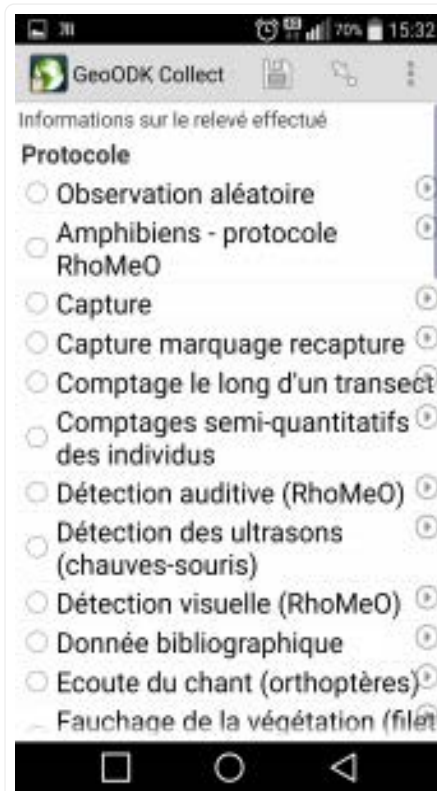 70% 15:32
GeoODK Collect
Informations sur le relevé effectué
Protocole
Observation aléatoire
Amphibiens - protocole
RhoMeO
Capture
Capture marquage recapture
Comptage le long d'un transect
Comptages semi-quantitatifs
des individus
Détection auditive (RhoMeO)
Détection des ultrasons
(chauves-souris)
Détection visuelle (RhoMeO)
Donnée bibliographique
Ecoute du chant (orthoptères)
Fauchage de la végétation (filet